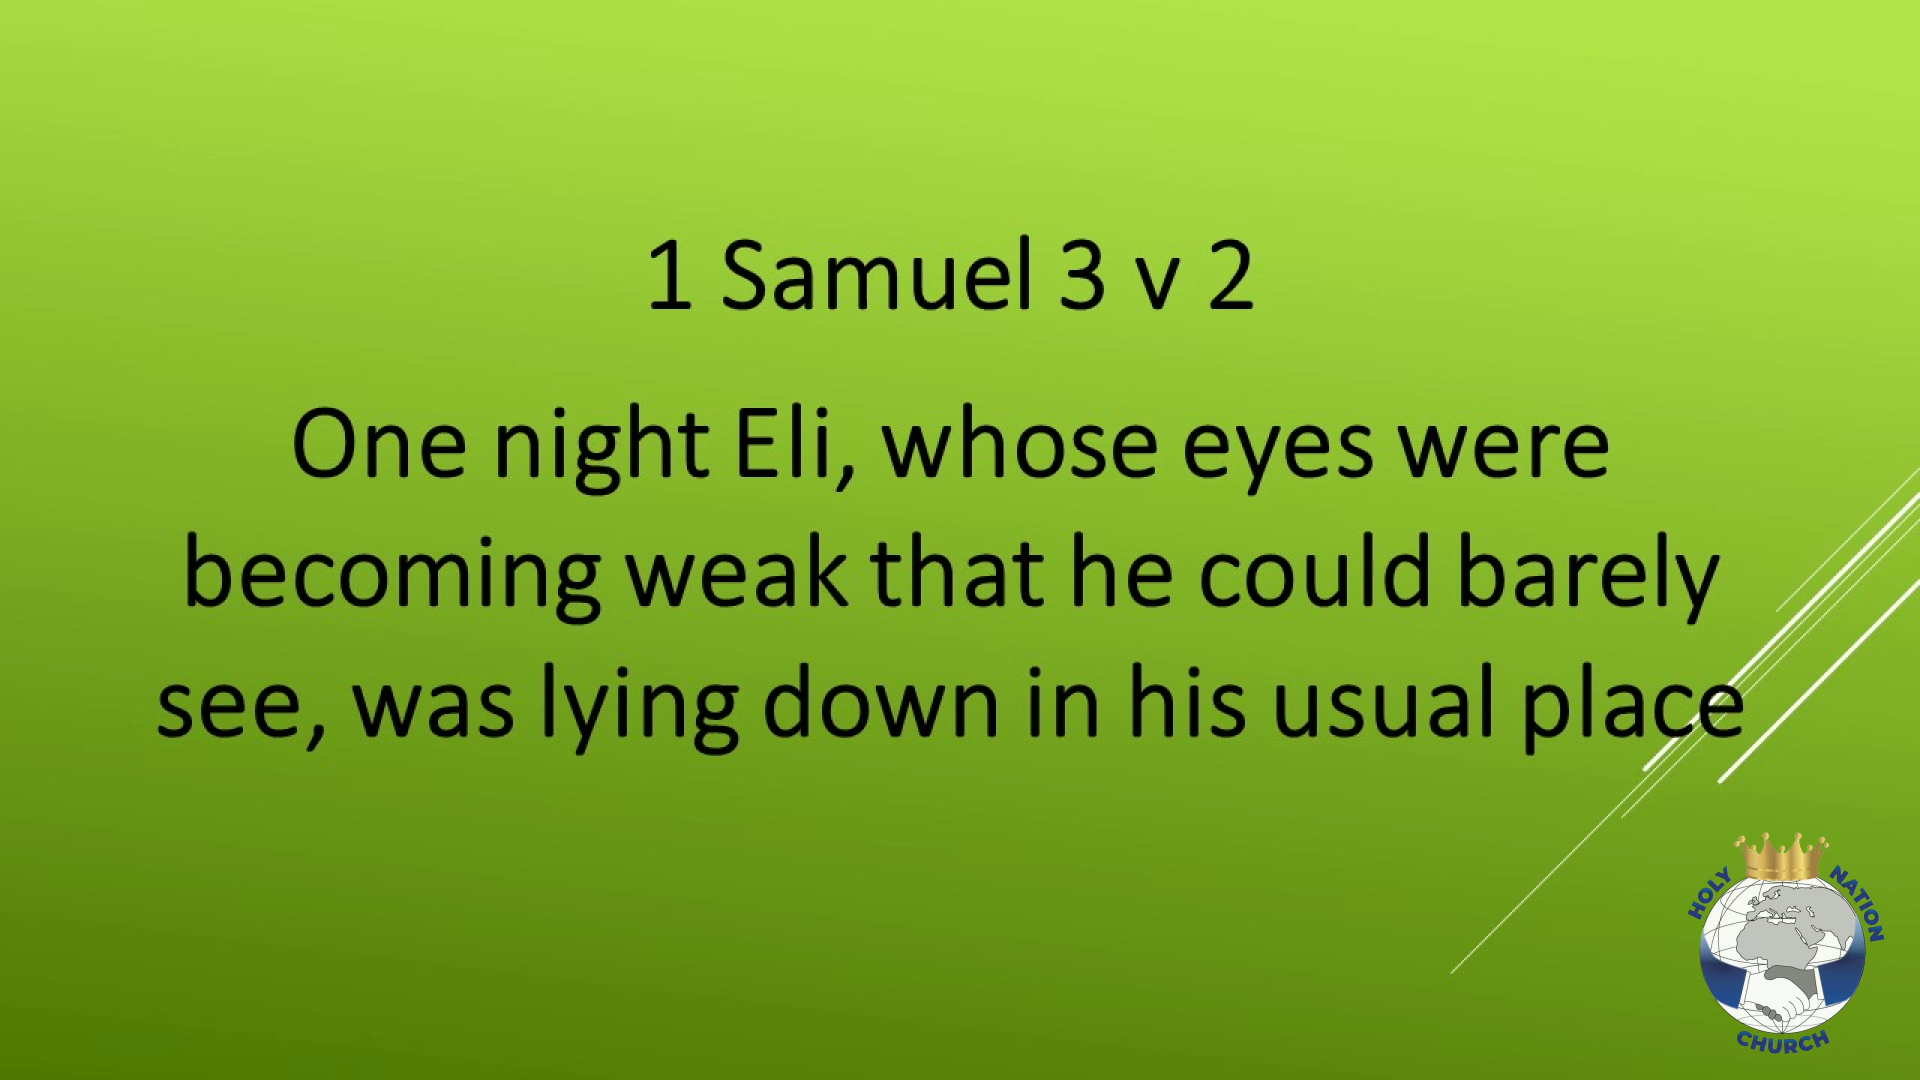 1 Samuel 3 v 2
One night Eli, whose eyes were
becoming weak that he could barely
see, was lying down in his usual place
HOLY NATION
CHURCH